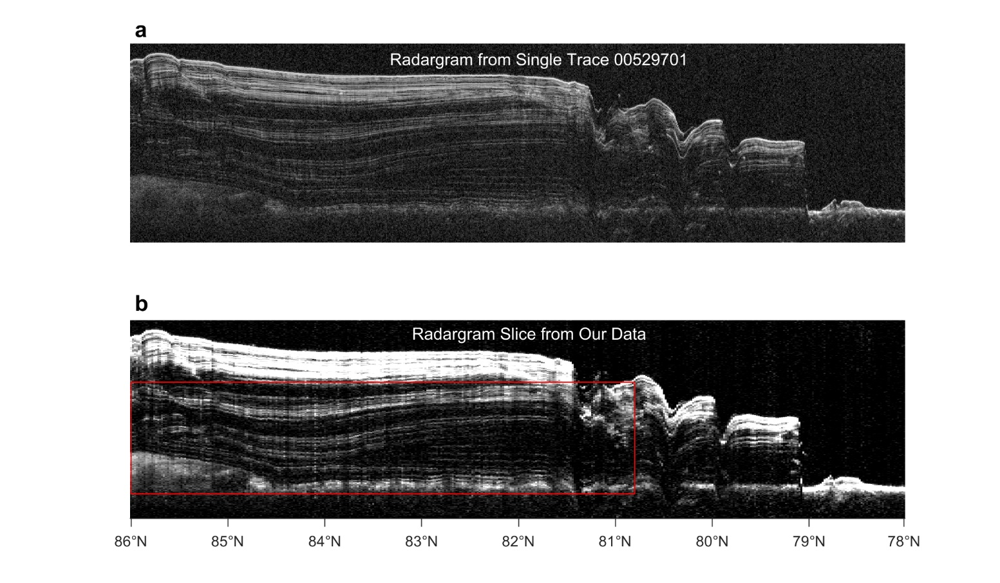 a
Radargram from Single Trace 00529701
b
Radargram Slice from Our Data
86°N 85°N 84°N 83°N 82°N 81°N 80°N 79°N 78°N